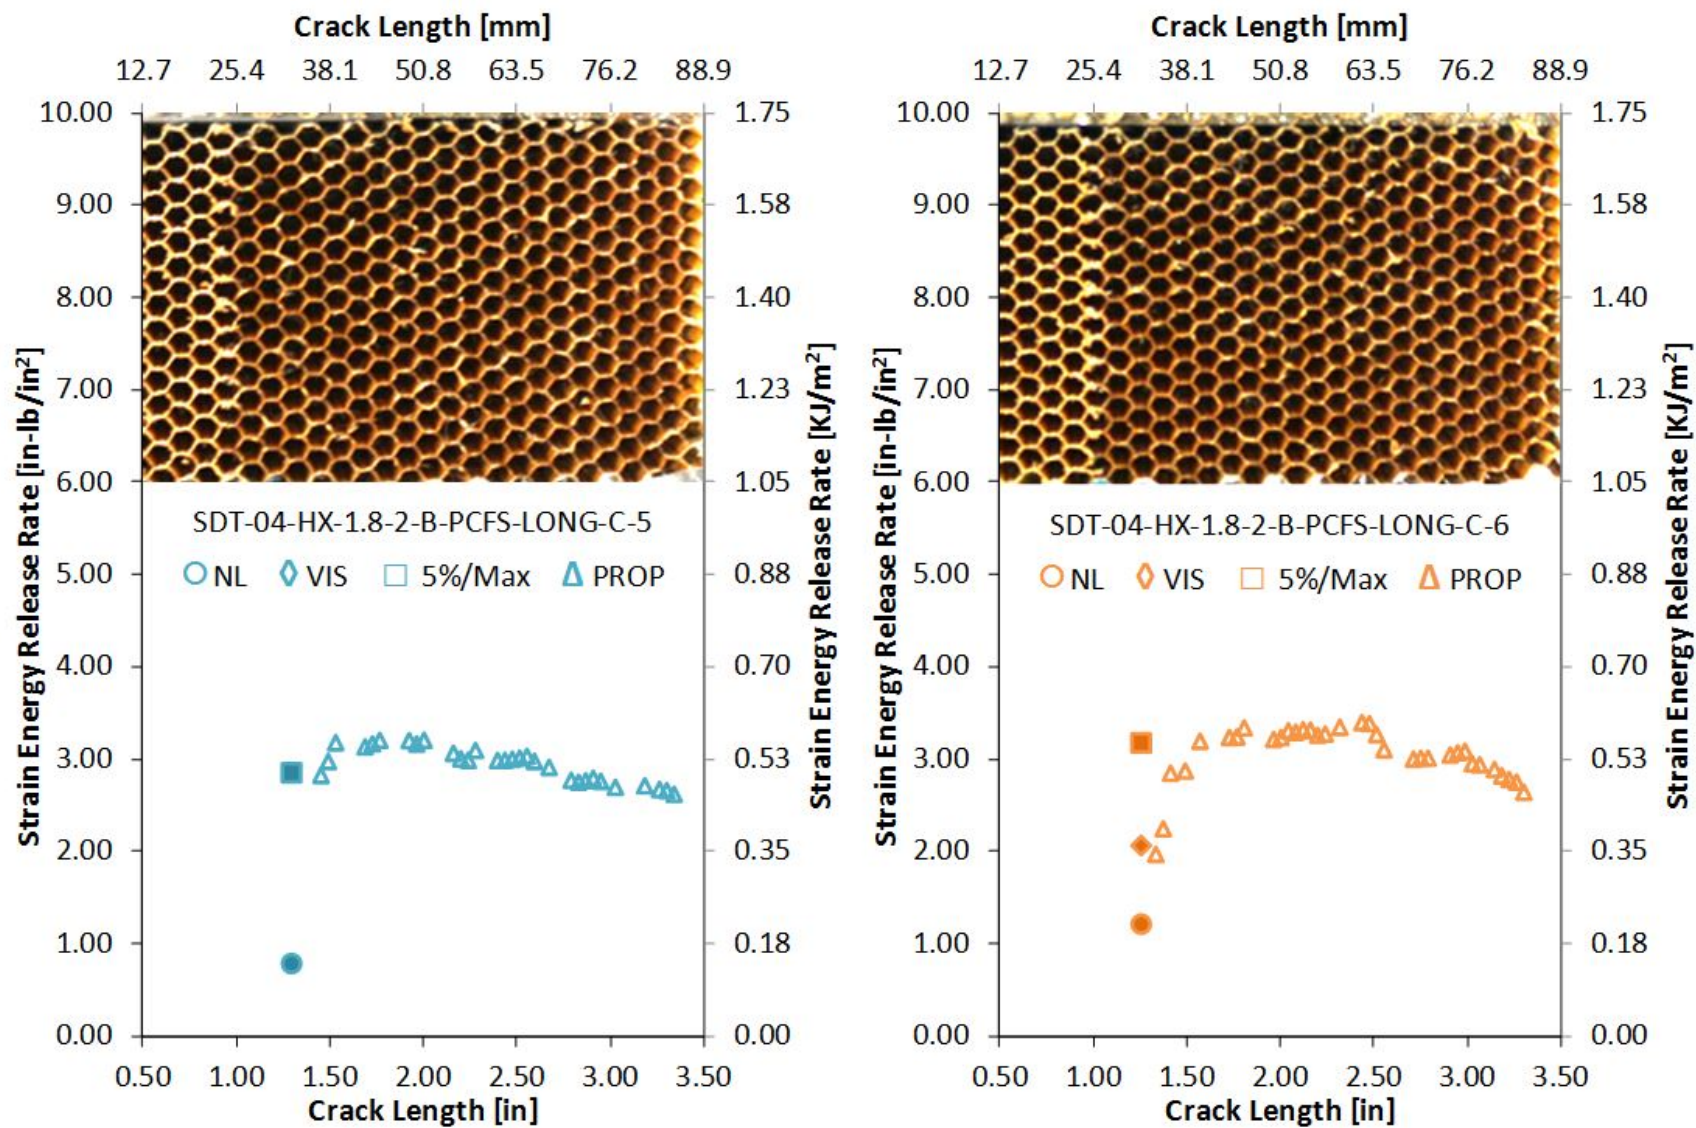 Crack Length [mm]
12.7 25.4 38.1 50.8 63.5 76.2 88.9
10.00
9.00
8.00
7.00
6.00
5.00
4.00
3.00
2.00
1.00
0.00
Strain Energy Release Rate [in-lb/in²]
SDT-04-HX-1.8-2-B-PCFS-LONG-C-5
NL VIS 5%/Max PROP
1.75
1.58
1.40
1.23
1.05
0.88
0.70
0.53
0.35
0.18
0.00
Strain Energy Release Rate [KJ/m²]
0.50 1.00 1.50 2.00 2.50 3.00 3.50
Crack Length [in]
Crack Length [mm]
12.7 25.4 38.1 50.8 63.5 76.2 88.9
10.00
9.00
8.00
7.00
6.00
5.00
4.00
3.00
2.00
1.00
0.00
Strain Energy Release Rate [in-lb/in²]
SDT-04-HX-1.8-2-B-PCFS-LONG-C-6
NL VIS 5%/Max PROP
1.75
1.58
1.40
1.23
1.05
0.88
0.70
0.53
0.35
0.18
0.00
Strain Energy Release Rate [KJ/m²]
0.50 1.00 1.50 2.00 2.50 3.00 3.50
Crack Length [in]